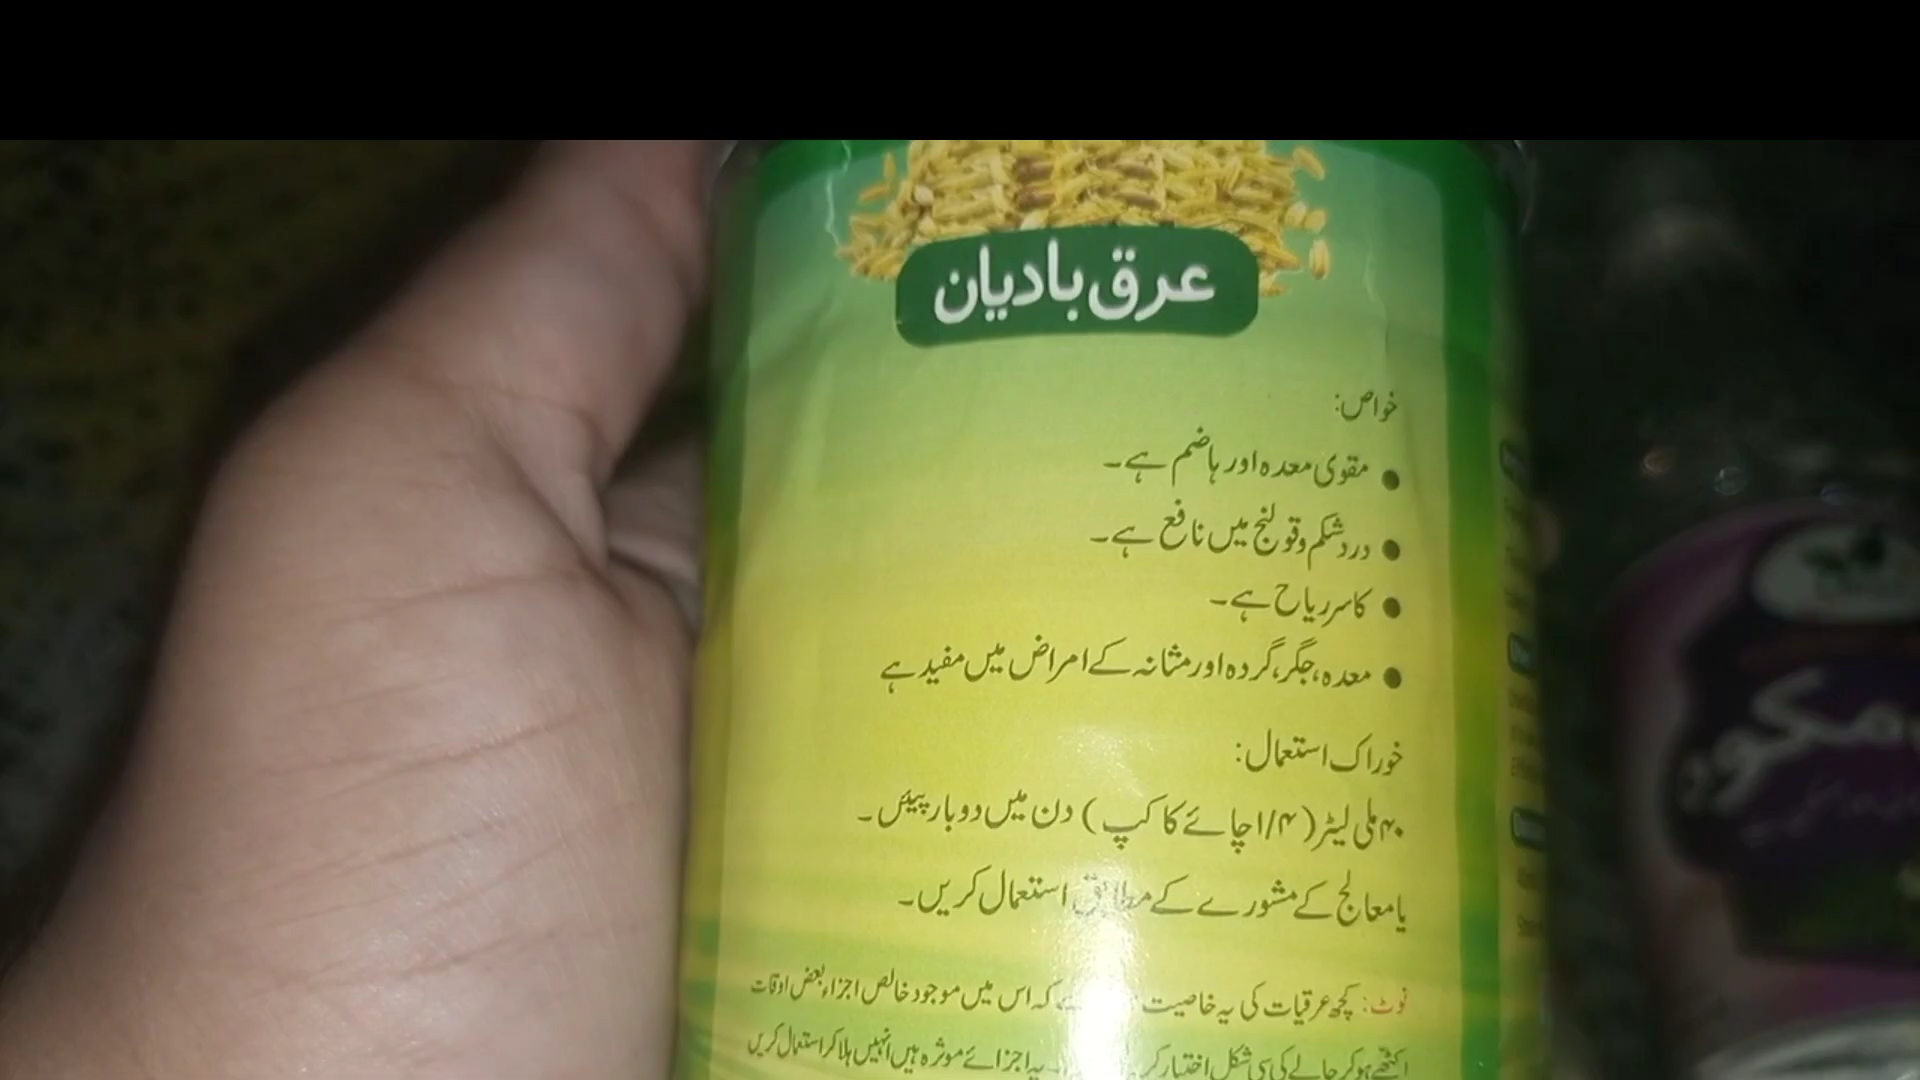 عرق بادیان
خواص:
● مقوی معدہ اور ہاضم ہے۔
● درد شکم و قولنج میں نافع ہے۔
● کاسر ریاح ہے۔
● معدہ، جگر، گردہ اور مثانہ کے امراض میں مفید ہے
خوراک استعمال:
۴۰ ملی لیٹر (۱/۴ چائے کا کپ) دن میں دو بار پیئں۔
یا معالج کے مشورے کے مطابق استعمال کریں۔
نوٹ: کچھ عرقیات کی یہ خاصیت کہ اس میں موجود خالص اجزاء بعض اوقات
اکٹھے ہو کر جالے کی سی شکل اختیار کر یہ اجزائے موثرہ ہیں انہیں ہلا کر استعمال کریں
مکوہ